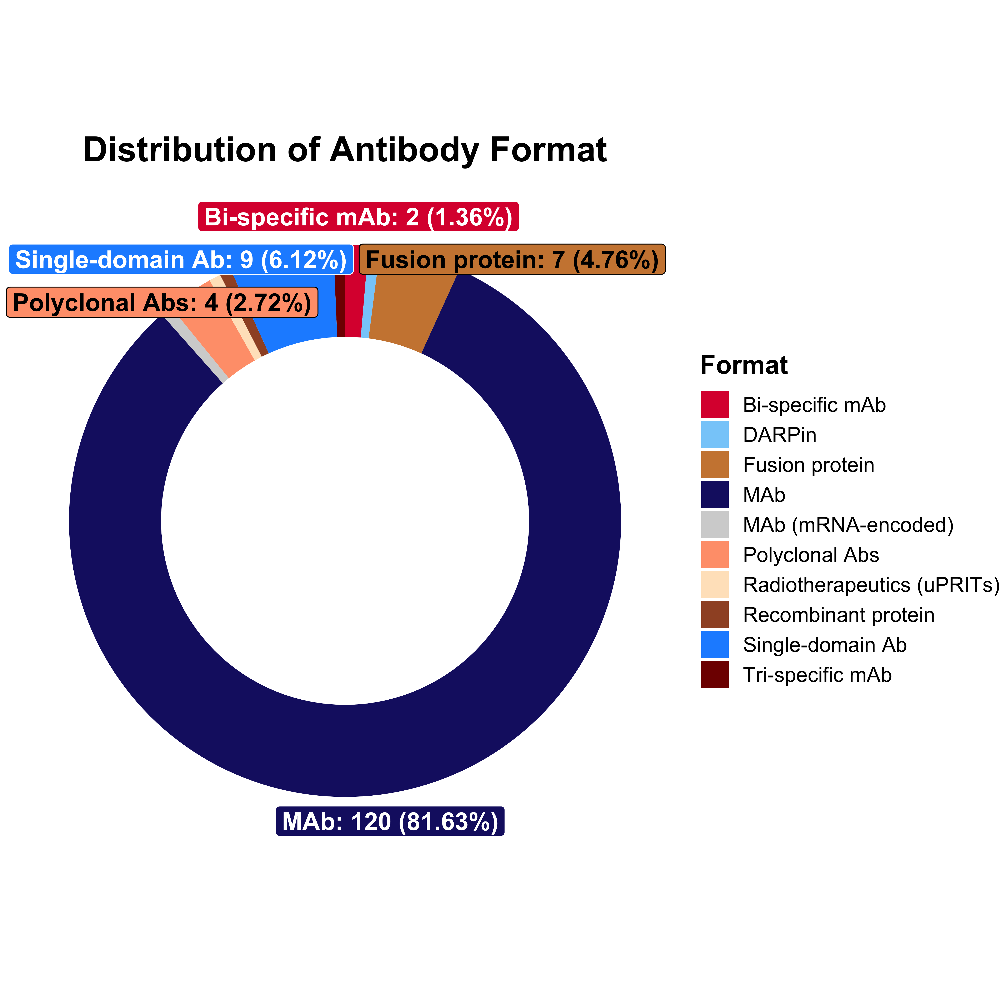 Distribution of Antibody Format
Bi-specific mAb: 2 (1.36%)
Single-domain Ab: 9 (6.12%)
Fusion protein: 7 (4.76%)
Polyclonal Abs: 4 (2.72%)
MAb: 120 (81.63%)
Format
Bi-specific mAb
DARPin
Fusion protein
MAb
MAb (mRNA-encoded)
Polyclonal Abs
Radiotherapeutics (uPRITs)
Recombinant protein
Single-domain Ab
Tri-specific mAb